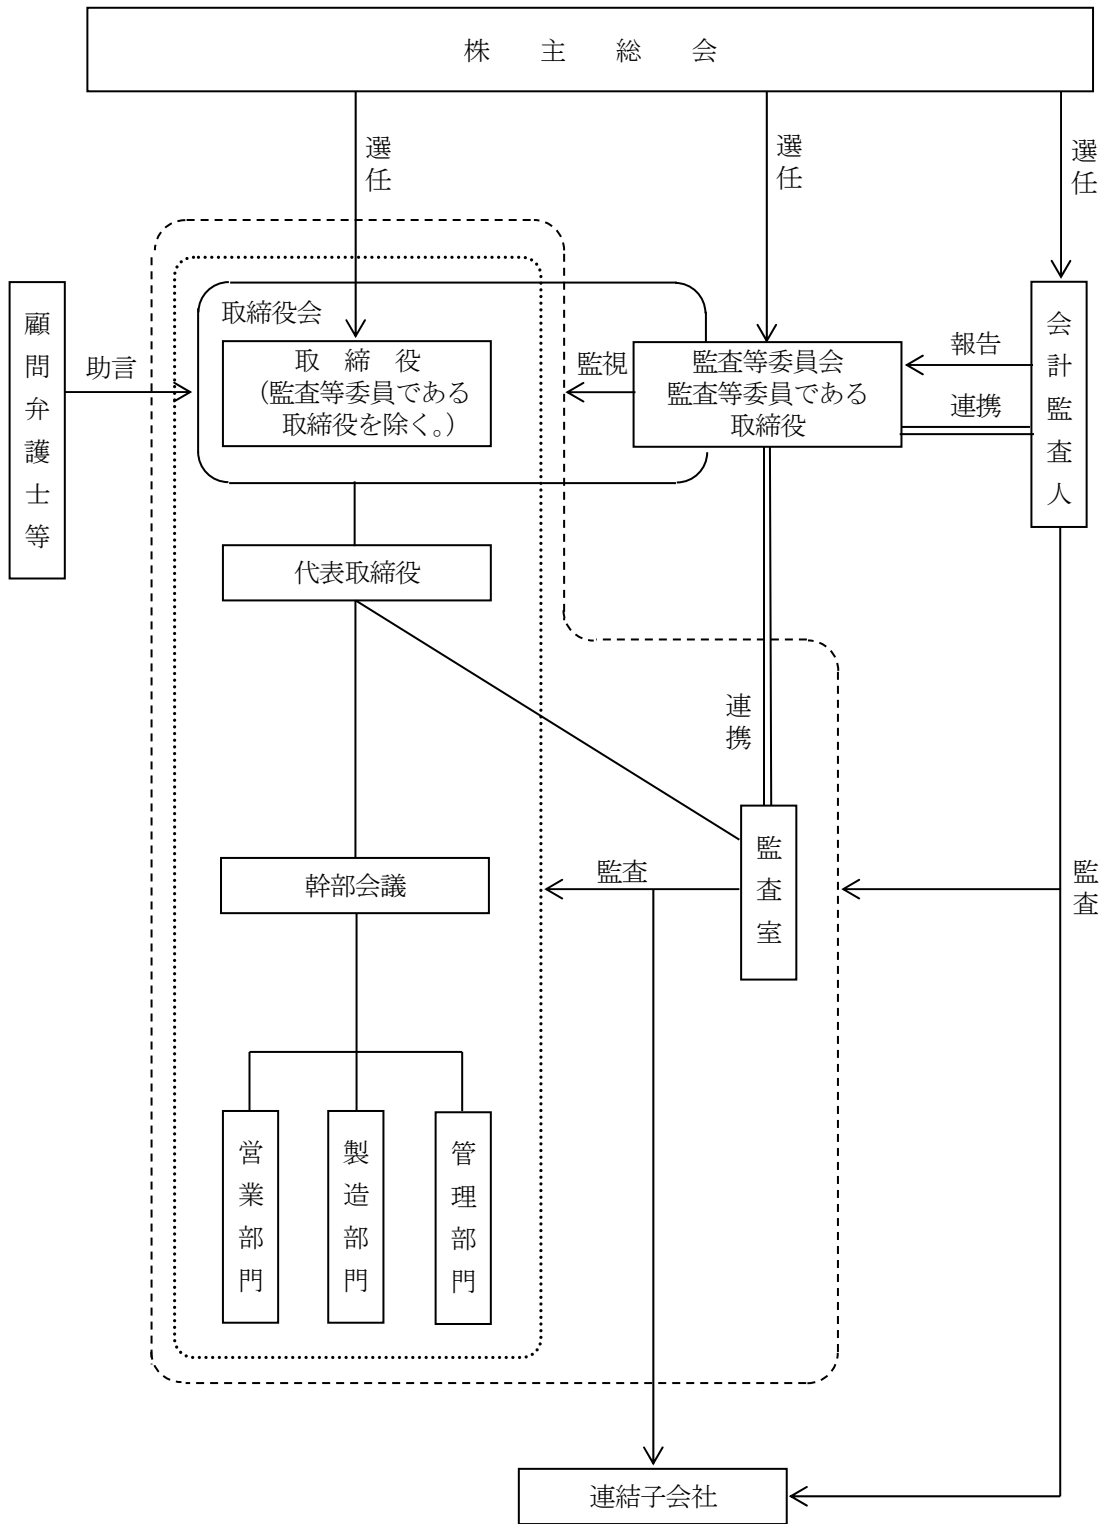 株主総会
選任
選任
選任
取締役会
取締役
（監査等委員である
取締役を除く。）
監視
監査等委員会
監査等委員である
取締役
報告
連携
会計監査人
顧問弁護士等
助言
代表取締役
連携
幹部会議
監査
監査室
監査
営業部門
製造部門
管理部門
連結子会社